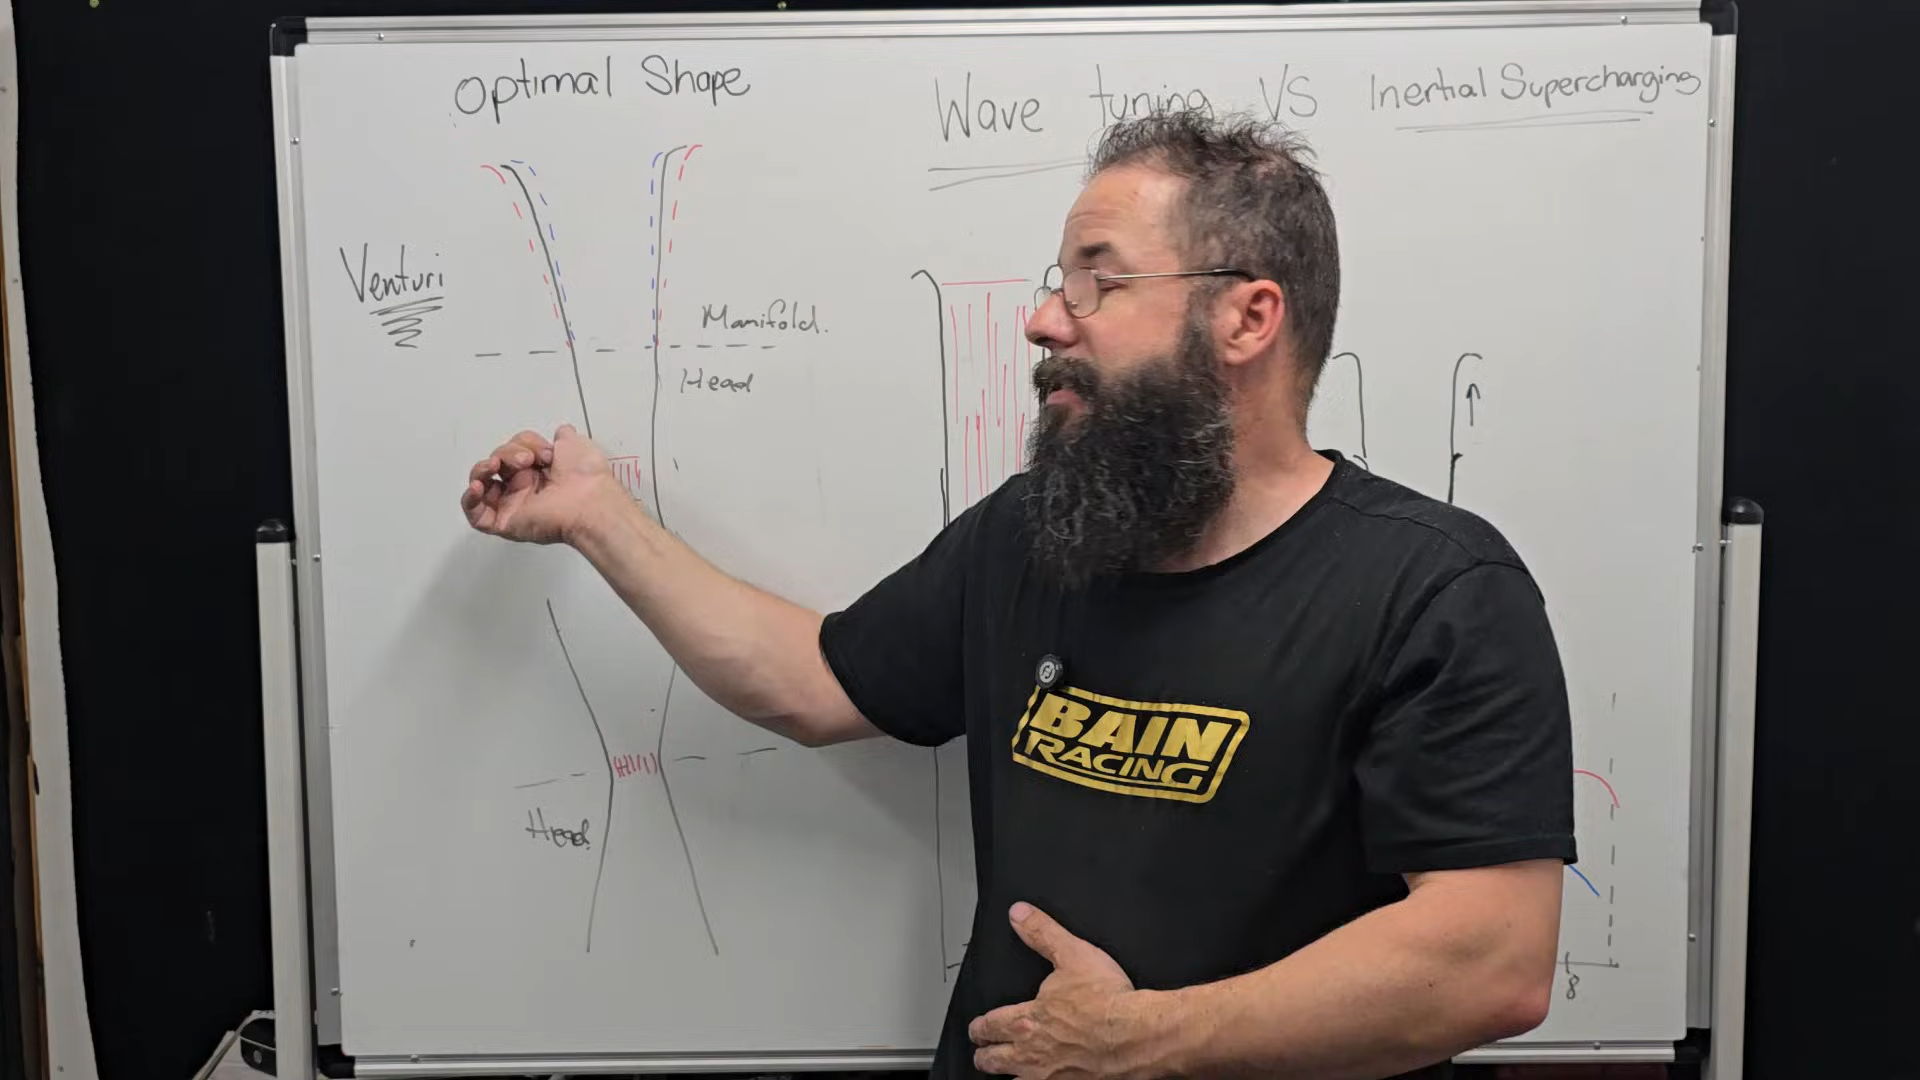 Optimal Shape
Wave tuning VS Inertial Supercharging
Venturi
Manifold.
Head
Head
BAIN
RACING
8